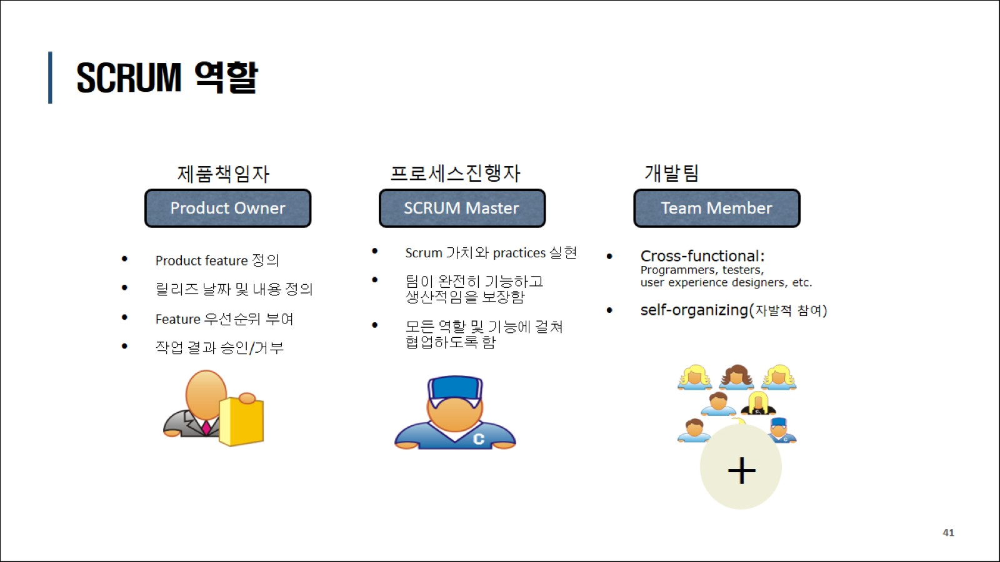 SCRUM 역할
제품책임자
Product Owner
• Product feature 정의
• 릴리즈 날짜 및 내용 정의
• Feature 우선순위 부여
• 작업 결과 승인/거부
프로세스진행자
SCRUM Master
• Scrum 가치와 practices 실현
• 팀이 완전히 기능하고
생산적임을 보장함
• 모든 역할 및 기능에 걸쳐
협업하도록 함
C
개발팀
Team Member
• Cross-functional:
Programmers, testers,
user experience designers, etc.
• self-organizing(자발적 참여)
C
C
+
41